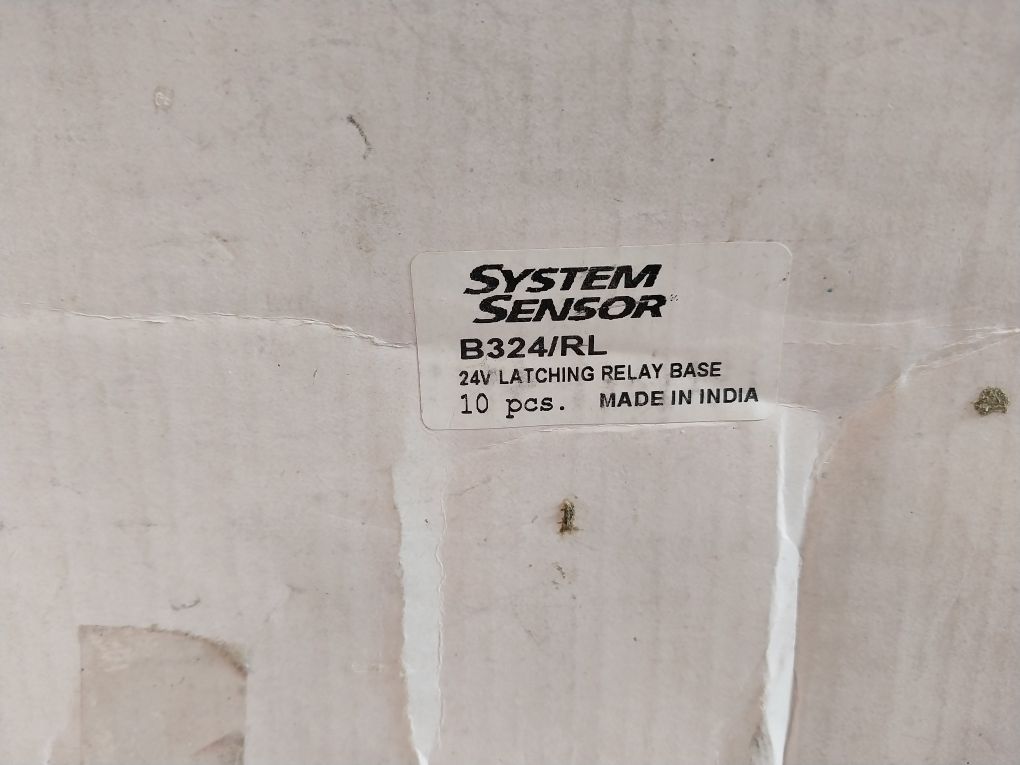 SYSTEM
SENSOR
B324/RL
24V LATCHING RELAY BASE
10 pcs. MADE IN INDIA